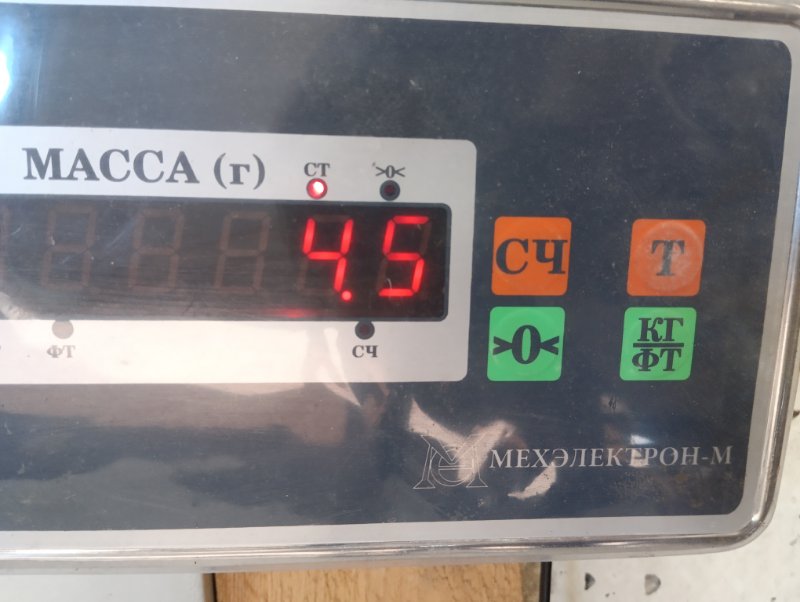 МАССА (г)
СТ >0<
4.5
ФТ СЧ
СЧ Т
>0< КГ
ФТ
МЕХЭЛЕКТРОН-М